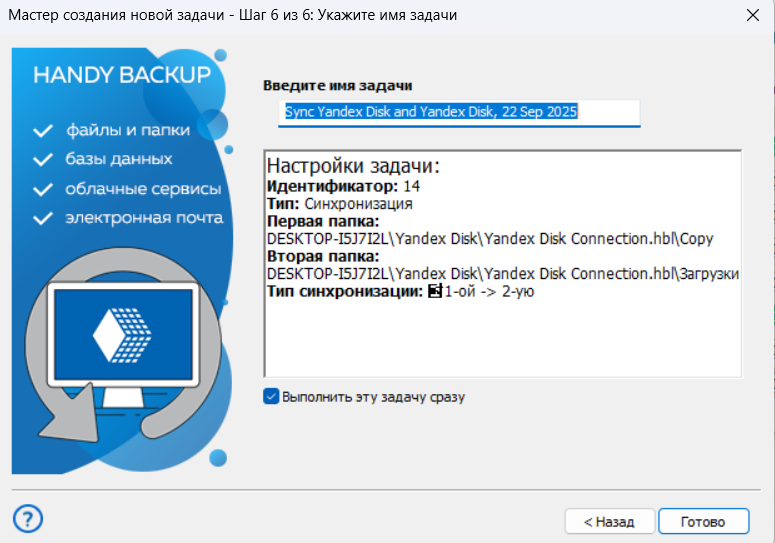 Мастер создания новой задачи - Шаг 6 из 6: Укажите имя задачи
HANDY BACKUP
файлы и папки
базы данных
облачные сервисы
электронная почта
Введите имя задачи
Sync Yandex Disk and Yandex Disk, 22 Sep 2025
Настройки задачи:
Идентификатор: 14
Тип: Синхронизация
Первая папка:
DESKTOP-I5J7I2L\Yandex Disk\Yandex Disk Connection.hbl\Copy
Вторая папка:
DESKTOP-I5J7I2L\Yandex Disk\Yandex Disk Connection.hbl\Загрузки
Тип синхронизации: 1-ой -> 2-ую
Выполнить эту задачу сразу
?
< Назад
Готово